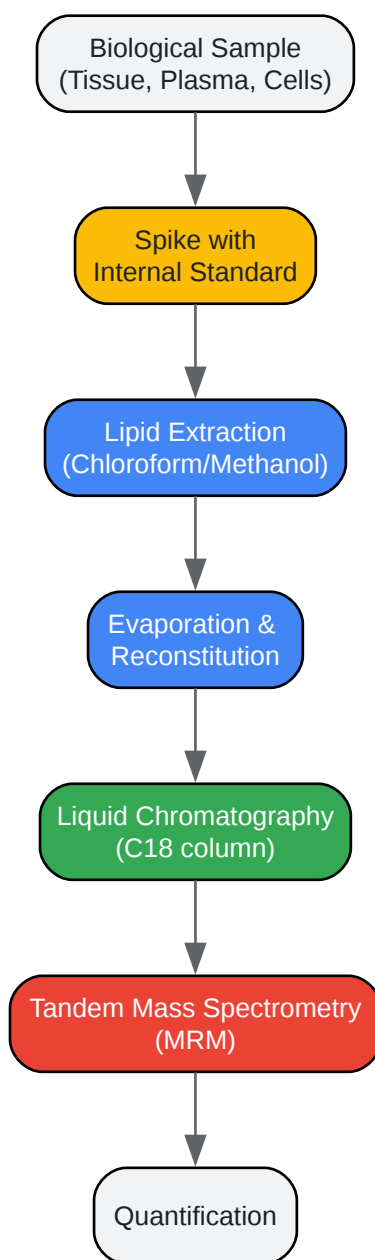 Biological Sample
(Tissue, Plasma, Cells)
Spike with
Internal Standard
Lipid Extraction
(Chloroform/Methanol)
Evaporation &
Reconstitution
Liquid Chromatography
(C18 column)
Tandem Mass Spectrometry
(MRM)
Quantification